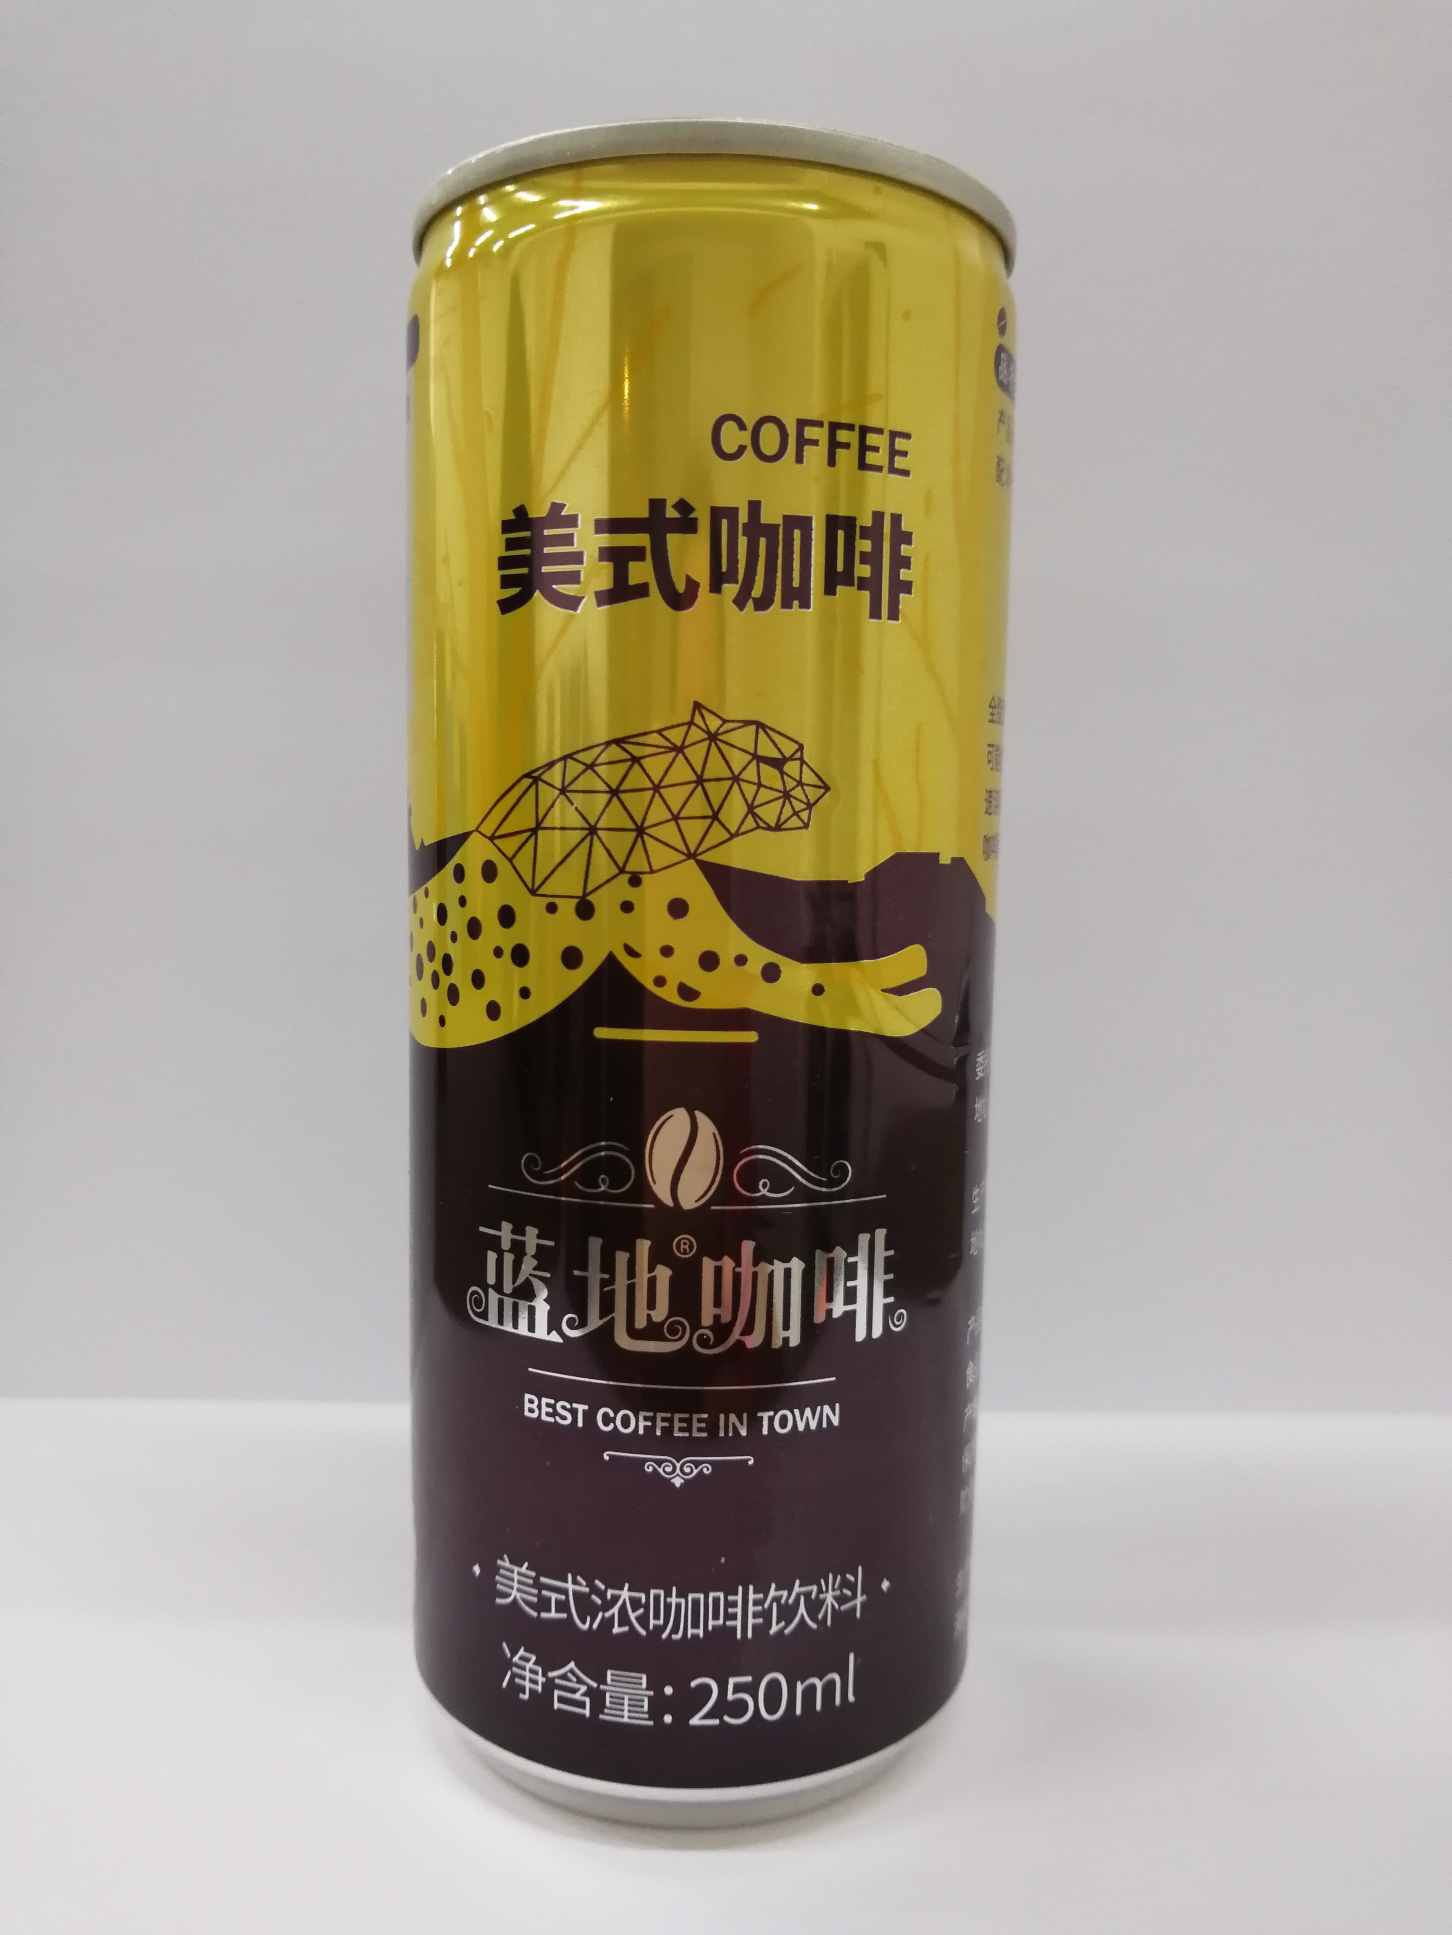 COFFEE
美式咖啡
蓝地®咖啡
BEST COFFEE IN TOWN
· 美式浓咖啡饮料 ·
净含量: 250ml